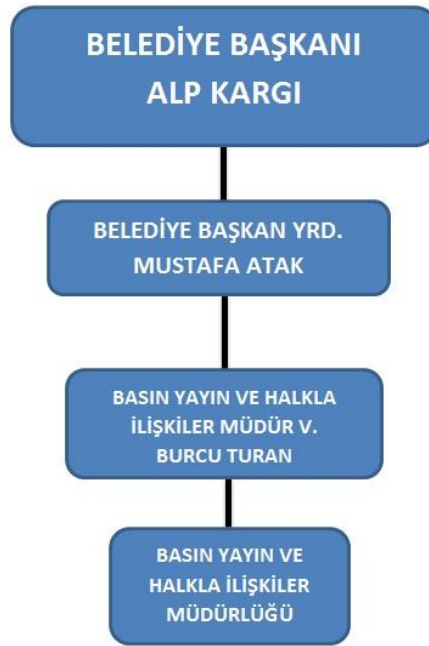 BELEDİYE BAŞKANI
ALP KARGI
BELEDİYE BAŞKAN YRD.
MUSTAFA ATAK
BASIN YAYIN VE HALKLA
İLİŞKİLER MÜDÜR V.
BURCU TURAN
BASIN YAYIN VE
HALKLA İLİŞKİLER
MÜDÜRLÜĞÜ